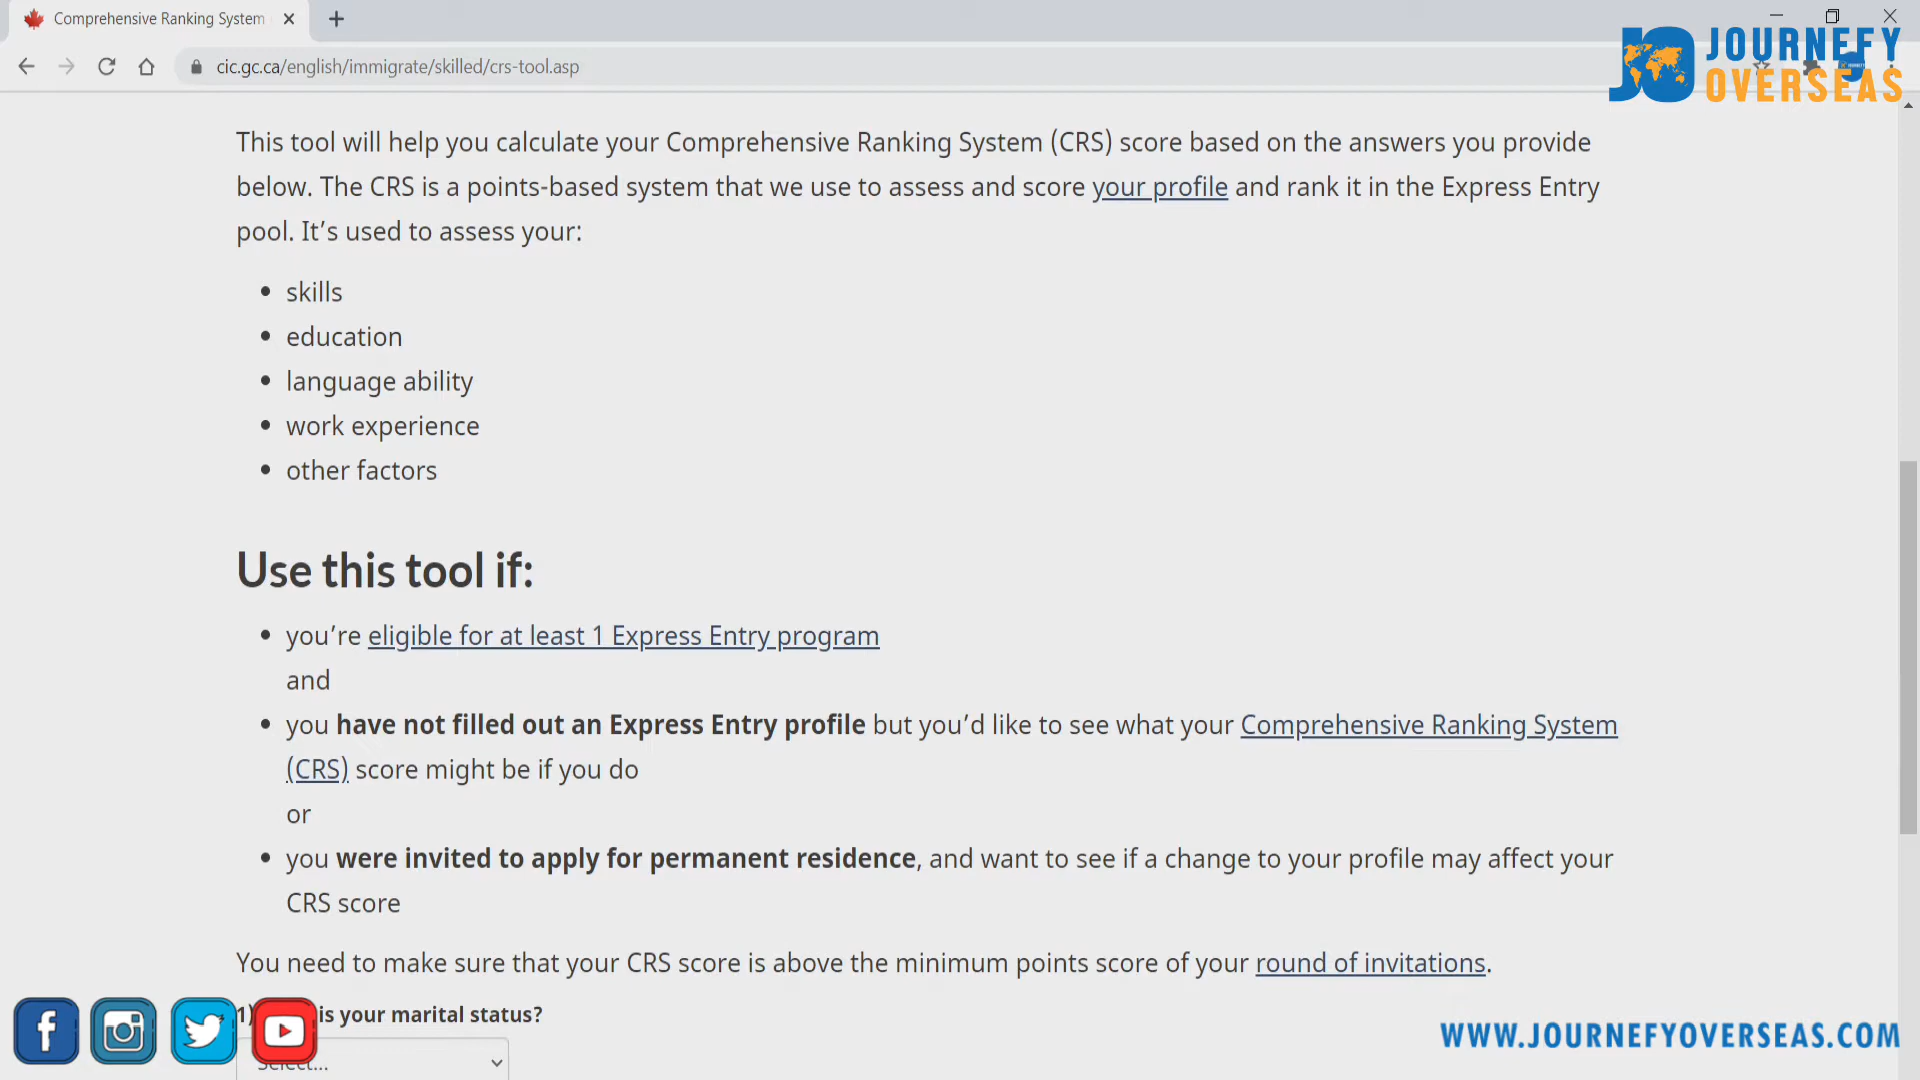 Comprehensive Ranking System
cic.gc.ca/english/immigrate/skilled/crs-tool.asp
JOURNEFY
OVERSEAS
This tool will help you calculate your Comprehensive Ranking System (CRS) score based on the answers you provide
below. The CRS is a points-based system that we use to assess and score your profile and rank it in the Express Entry
pool. It’s used to assess your:
• skills
• education
• language ability
• work experience
• other factors
Use this tool if:
• you’re eligible for at least 1 Express Entry program
and
• you have not filled out an Express Entry profile but you’d like to see what your Comprehensive Ranking System
(CRS) score might be if you do
or
• you were invited to apply for permanent residence, and want to see if a change to your profile may affect your
CRS score
You need to make sure that your CRS score is above the minimum points score of your round of invitations.
1) is your marital status?
Select...
WWW.JOURNEFYOVERSEAS.COM